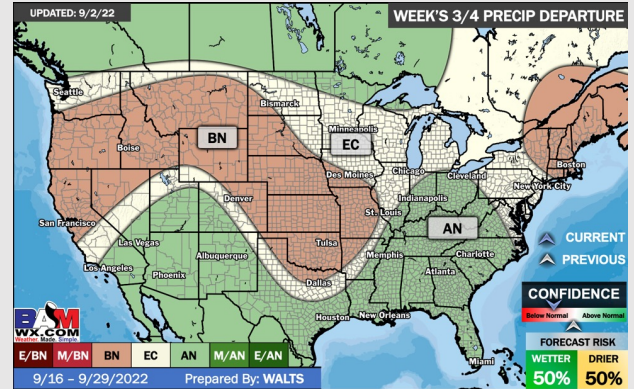 UPDATED: 9/2/22
WEEK'S 3/4 PRECIP DEPARTURE
Seattle
Bismarck
Minneapolis
BN
EC
Boise
Boston
Des Moines
Chicago
Cleveland
New York City
Denver
Indianapolis
San Francisco
St. Louis
AN
Las Vegas
Tulsa
CURRENT
Albuquerque
Memphis
Charlotte
Los Angeles
PREVIOUS
Phoenix
Atlanta
Dallas
CONFIDENCE
Houston
New Orleans
Below Normal
Above Normal
BAM
WX.COM
Weather. Made. Simple.
FORECAST RISK
E/BN M/BN BN EC AN M/AN E/AN
Miami
WETTER
DRIER
9/16 – 9/29/2022
Prepared By: WALTS
50%
50%